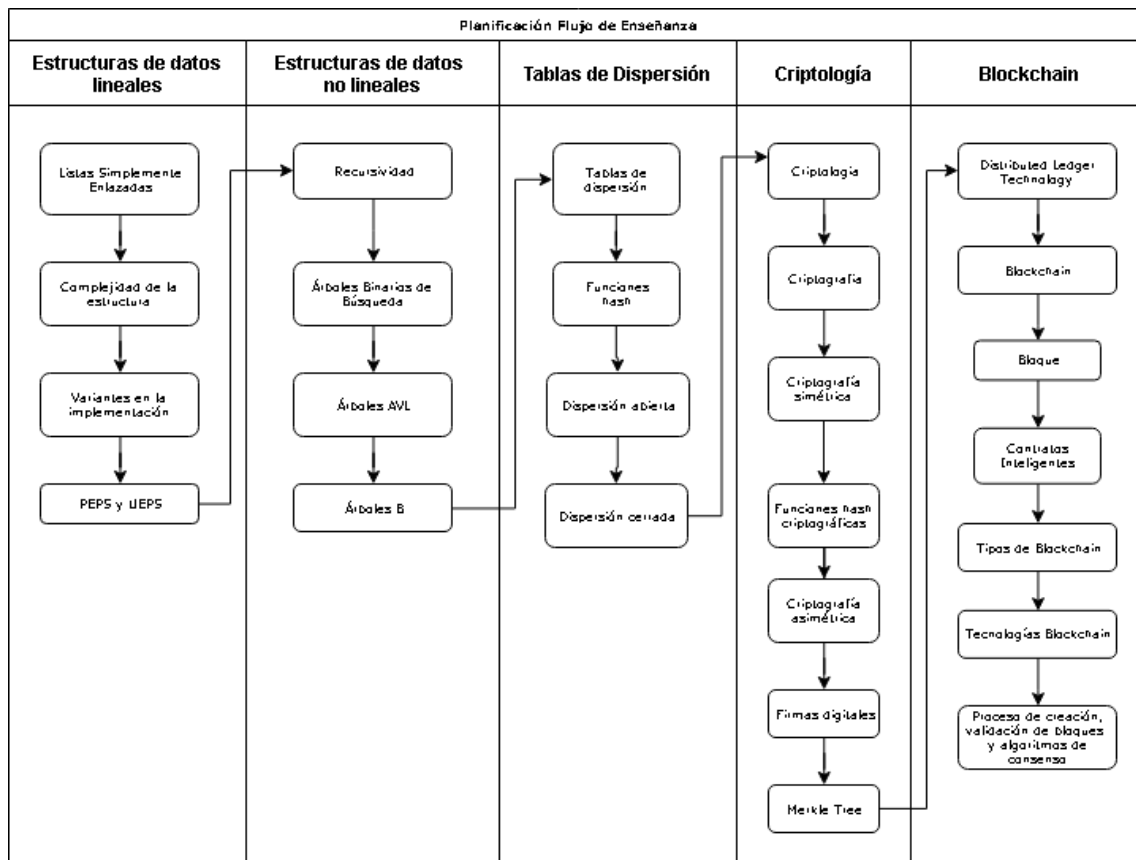 Planificación Flujo de Enseñanza
Estructuras de datos
lineales
Estructuras de datos
no lineales
Tablas de Dispersión
Criptología
Blockchain
Listas Simplemente
Enlazadas
Complejidad de la
estructura
Variantes en la
implementación
PEPS y UEPS
Recursividad
Árboles Binarios de
Búsqueda
Árboles AVL
Árboles B
Tablas de
dispersión
Funciones
hash
Dispersión abierta
Dispersión cerrada
Criptología
Criptografía
Criptografía
simétrica
Funciones hash
criptográficas
Criptografía
asimétrica
Firmas digitales
Merkle Tree
Distributed Ledger
Technology
Blockchain
Bloque
Contratos
Inteligentes
Tipos de Blockchain
Tecnologías Blockchain
Proceso de creación,
validación de bloques
y algoritmos de
consenso